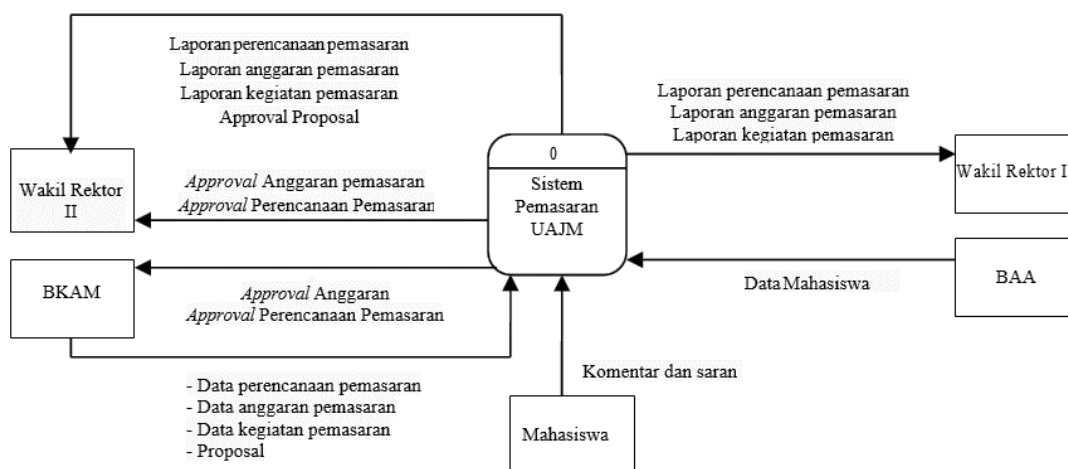 Laporan perencanaan pemasaran
Laporan anggaran pemasaran
Laporan kegiatan pemasaran
Approval Proposal
Laporan perencanaan pemasaran
Laporan anggaran pemasaran
Laporan kegiatan pemasaran
0
Sistem
Pemasaran
UAJM
Wakil Rektor
II
Approval Anggaran pemasaran
Approval Perencanaan Pemasaran
Wakil Rektor I
BKAM
Approval Anggaran
Approval Perencanaan Pemasaran
Data Mahasiswa
BAA
- Data perencanaan pemasaran
- Data anggaran pemasaran
- Data kegiatan pemasaran
- Proposal
Komentar dan saran
Mahasiswa